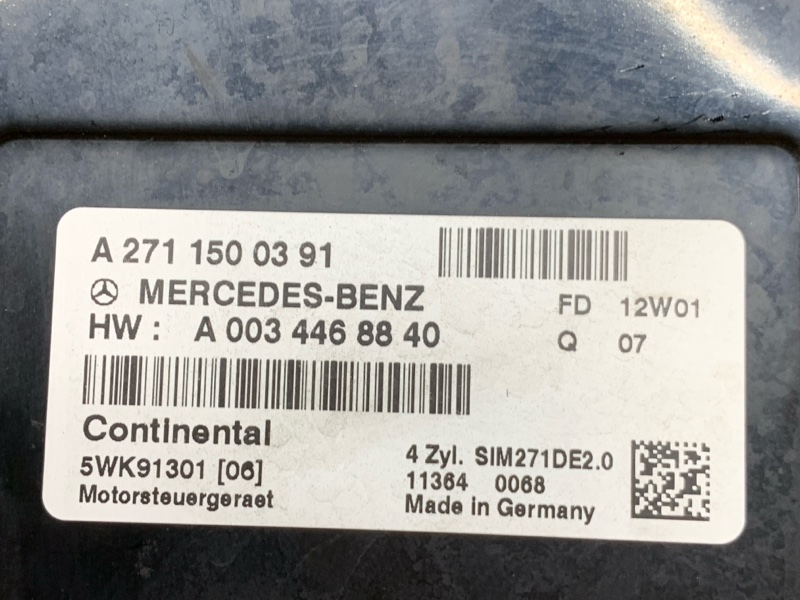 A 271 150 03 91
MERCEDES-BENZ
FD 12W01
HW : A 003 446 88 40
Q 07
Continental
5WK91301 [06]
4 Zyl. SIM271DE2.0
11364 0068
Motorsteuergeraet
Made in Germany